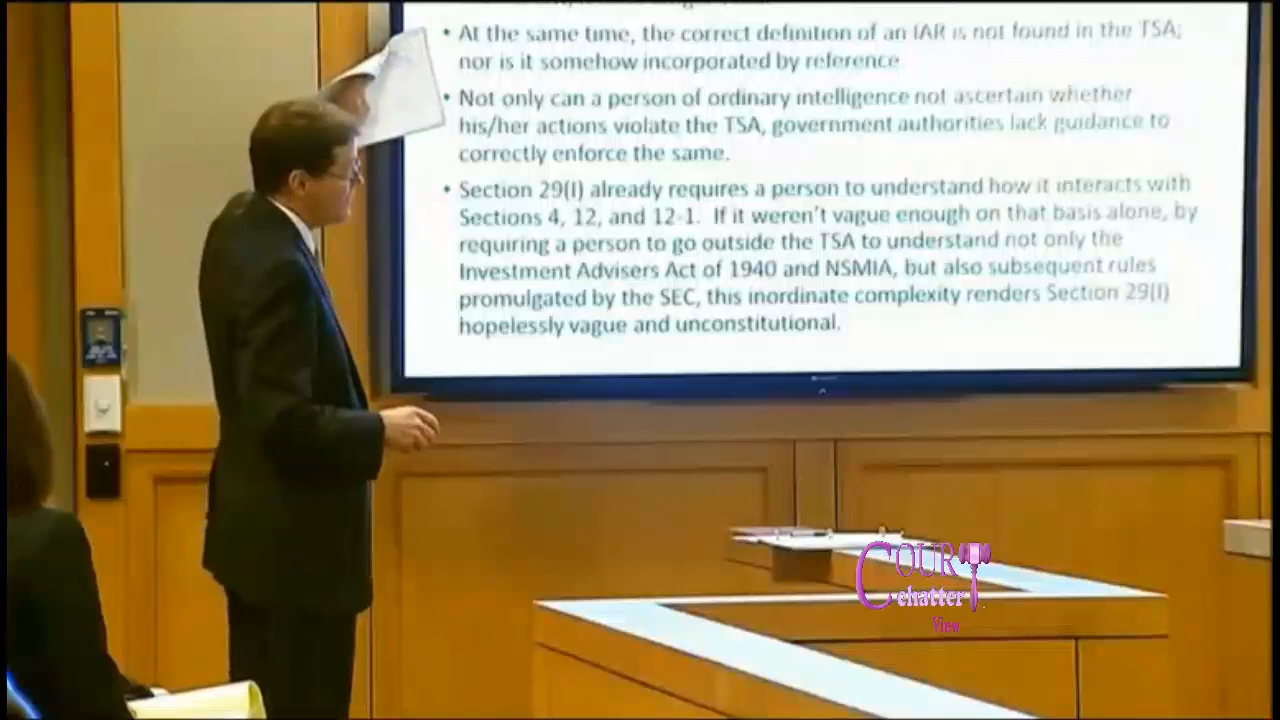 • At the same time, the correct definition of an IAR is not found in the TSA;
nor is it somehow incorporated by reference
• Not only can a person of ordinary intelligence not ascertain whether
his/her actions violate the TSA, government authorities lack guidance to
correctly enforce the same.
• Section 29(I) already requires a person to understand how it interacts with
Sections 4, 12, and 12-1. If it weren't vague enough on that basis alone, by
requiring a person to go outside the TSA to understand not only the
Investment Advisers Act of 1940 and NSMIA, but also subsequent rules
promulgated by the SEC, this inordinate complexity renders Section 29(I)
hopelessly vague and unconstitutional.
COURT
chatter
View